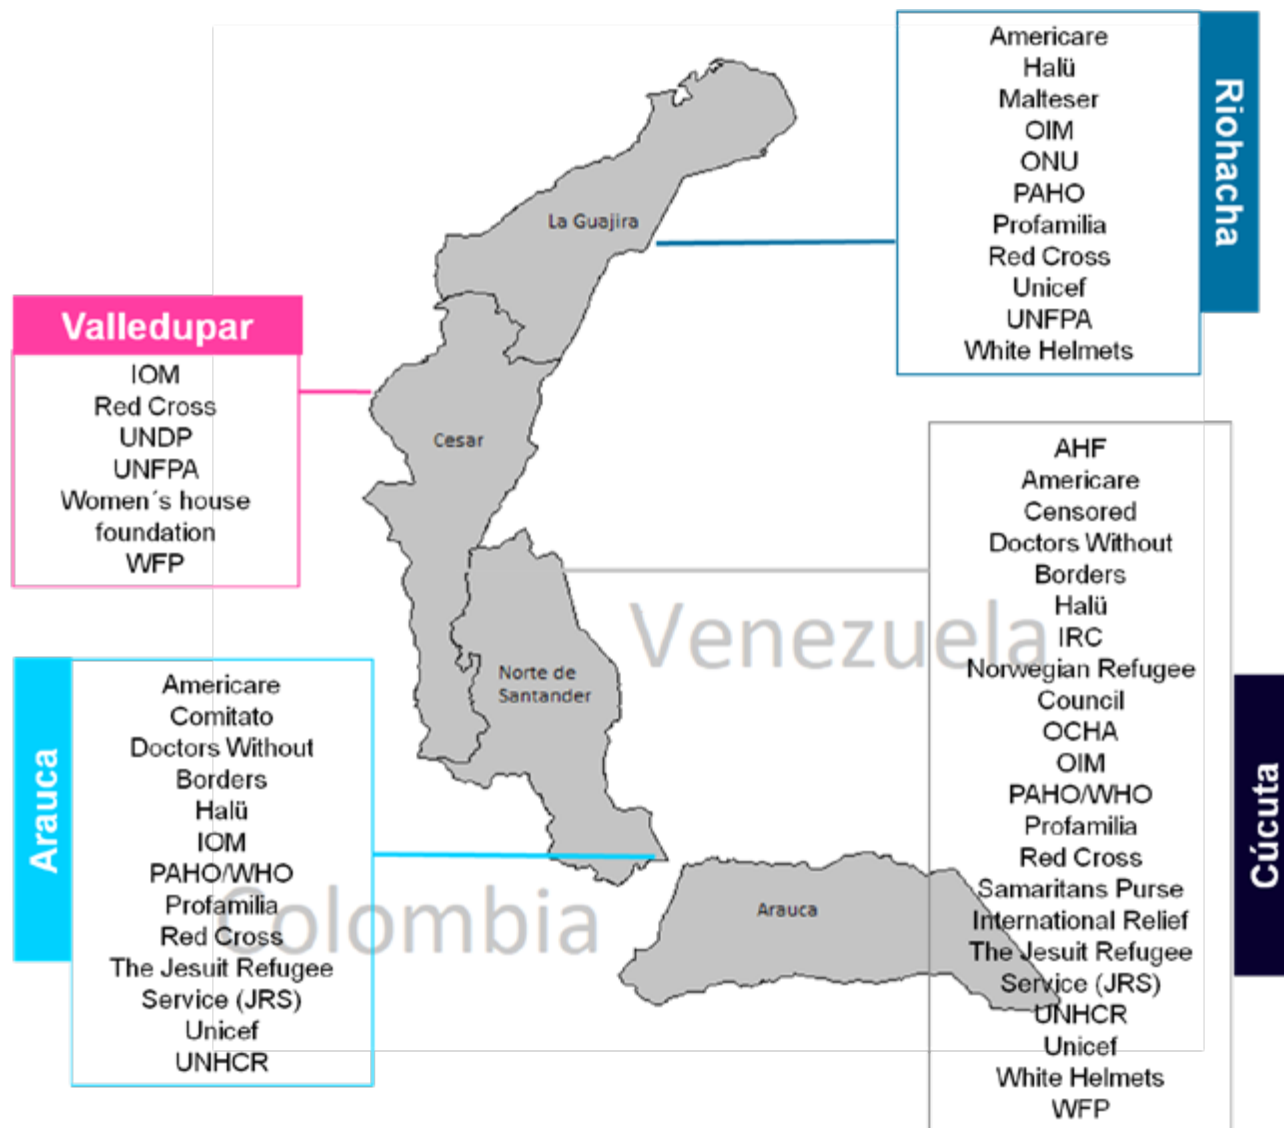 Riohacha
Americare
Halü
Malteser
OIM
ONU
PAHO
Profamilia
Red Cross
Unicef
UNFPA
White Helmets
La Guajira
Valledupar
IOM
Red Cross
UNDP
UNFPA
Women´s house
foundation
WFP
Cesar
Norte de
Santander
Venezuela
Cúcuta
AHF
Americare
Censored
Doctors Without
Borders
Halü
IRC
Norwegian Refugee
Council
OCHA
OIM
PAHO/WHO
Profamilia
Red Cross
Samaritans Purse
International Relief
The Jesuit Refugee
Service (JRS)
UNHCR
Unicef
White Helmets
WFP
Arauca
Americare
Comitato
Doctors Without
Borders
Halü
IOM
PAHO/WHO
Profamilia
Red Cross
The Jesuit Refugee
Service (JRS)
Unicef
UNHCR
Colombia
Arauca